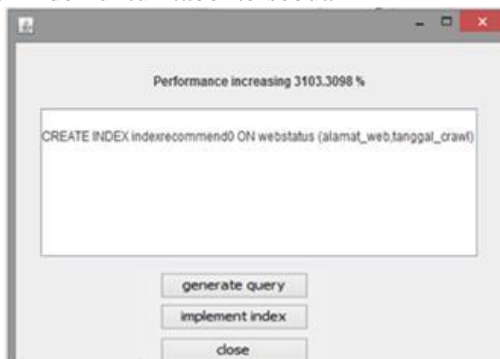 Performance increasing 3103.3098 %
CREATE INDEX indexrecommend0 ON webstatus (alamat_web,tanggal_crawl)
generate query
implement index
close